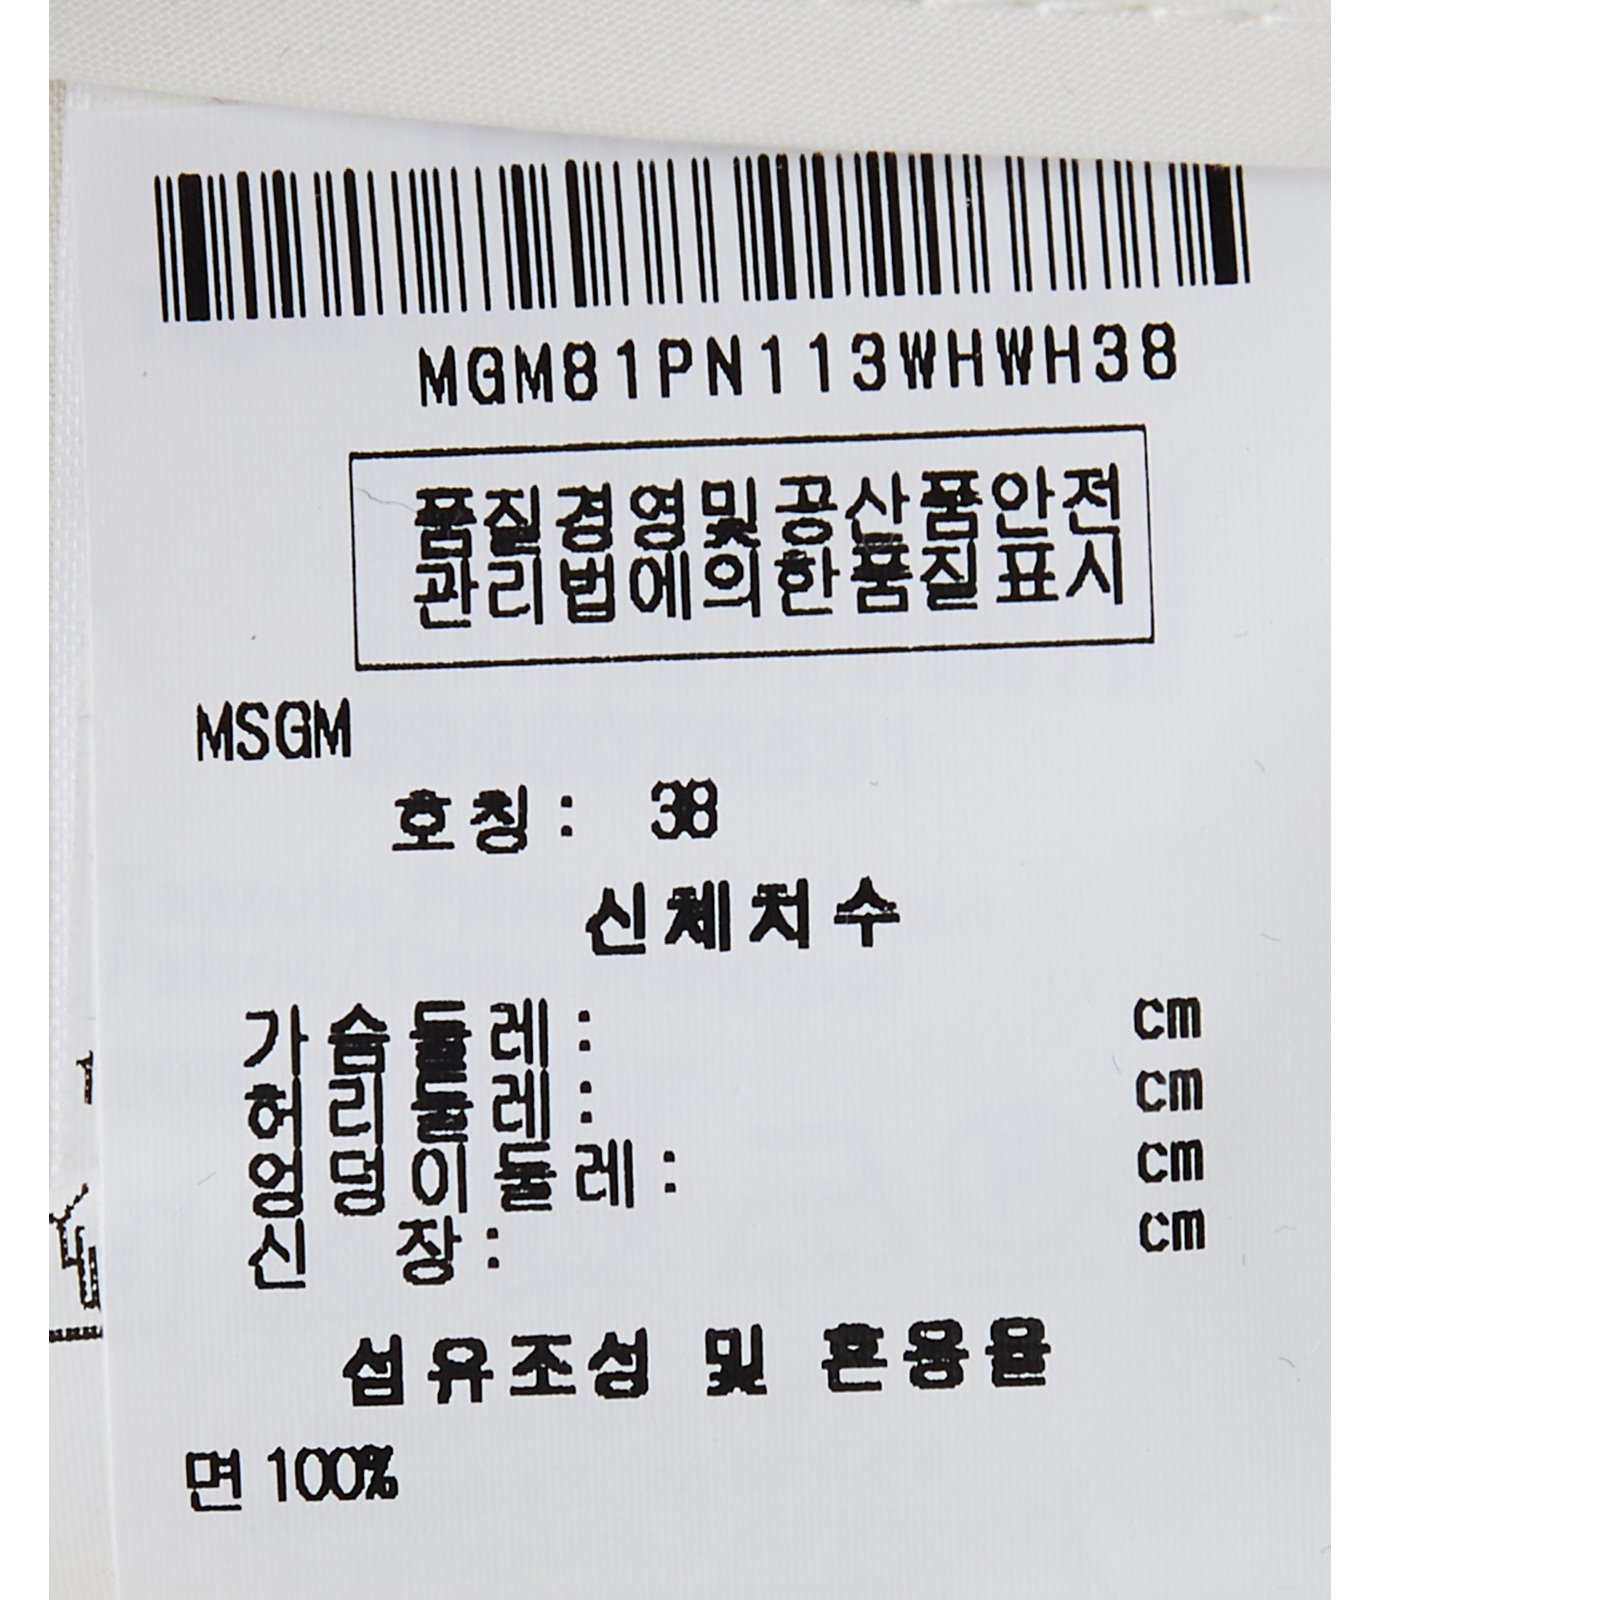 MGM81PN113WHWH38
품질경영및공산품안전
관리법에의한품질표시
MSGM
호칭: 38
신체치수
가슴둘레: cm
허리둘레: cm
엉덩이둘레: cm
신 장: cm
섬유조성 및 혼용율
면 100%